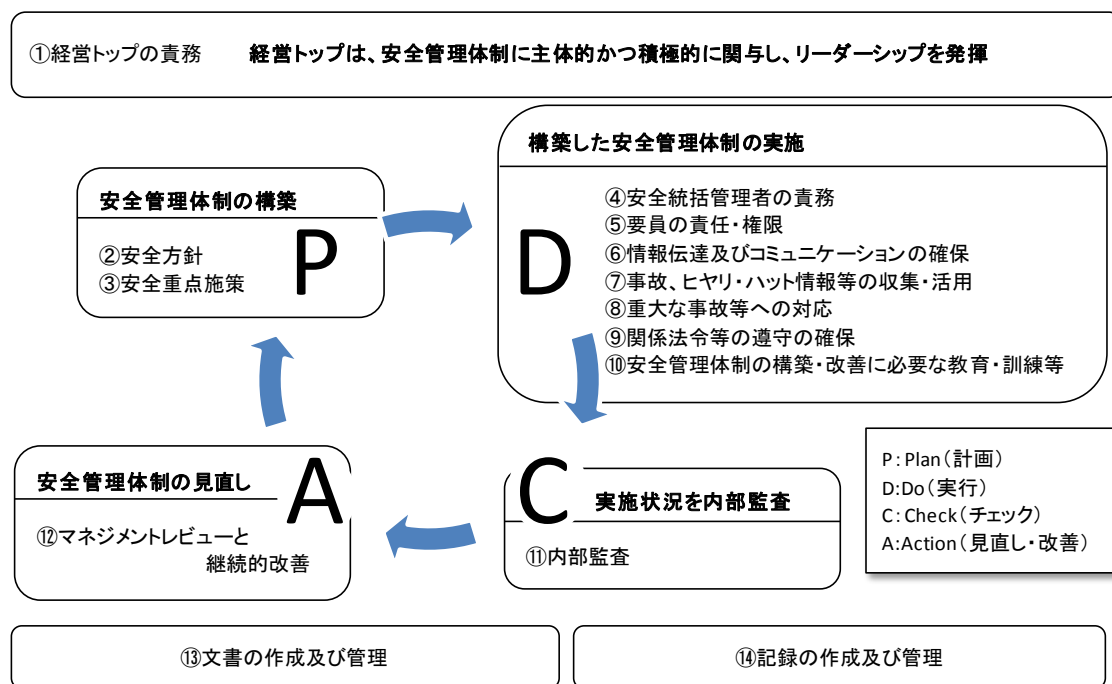 ①経営トップの責務　経営トップは、安全管理体制に主体的かつ積極的に関与し、リーダーシップを発揮
安全管理体制の構築
②安全方針
③安全重点施策
P
構築した安全管理体制の実施
④安全統括管理者の責務
⑤要員の責任・権限
⑥情報伝達及びコミュニケーションの確保
⑦事故、ヒヤリ・ハット情報等の収集・活用
⑧重大な事故等への対応
⑨関係法令等の遵守の確保
⑩安全管理体制の構築・改善に必要な教育・訓練等
D
安全管理体制の見直し
A
⑫マネジメントレビューと
継続的改善
C
実施状況を内部監査
⑪内部監査
P：Plan（計画）
D:Do（実行）
C：Check（チェック）
A:Action（見直し・改善）
⑬文書の作成及び管理
⑭記録の作成及び管理